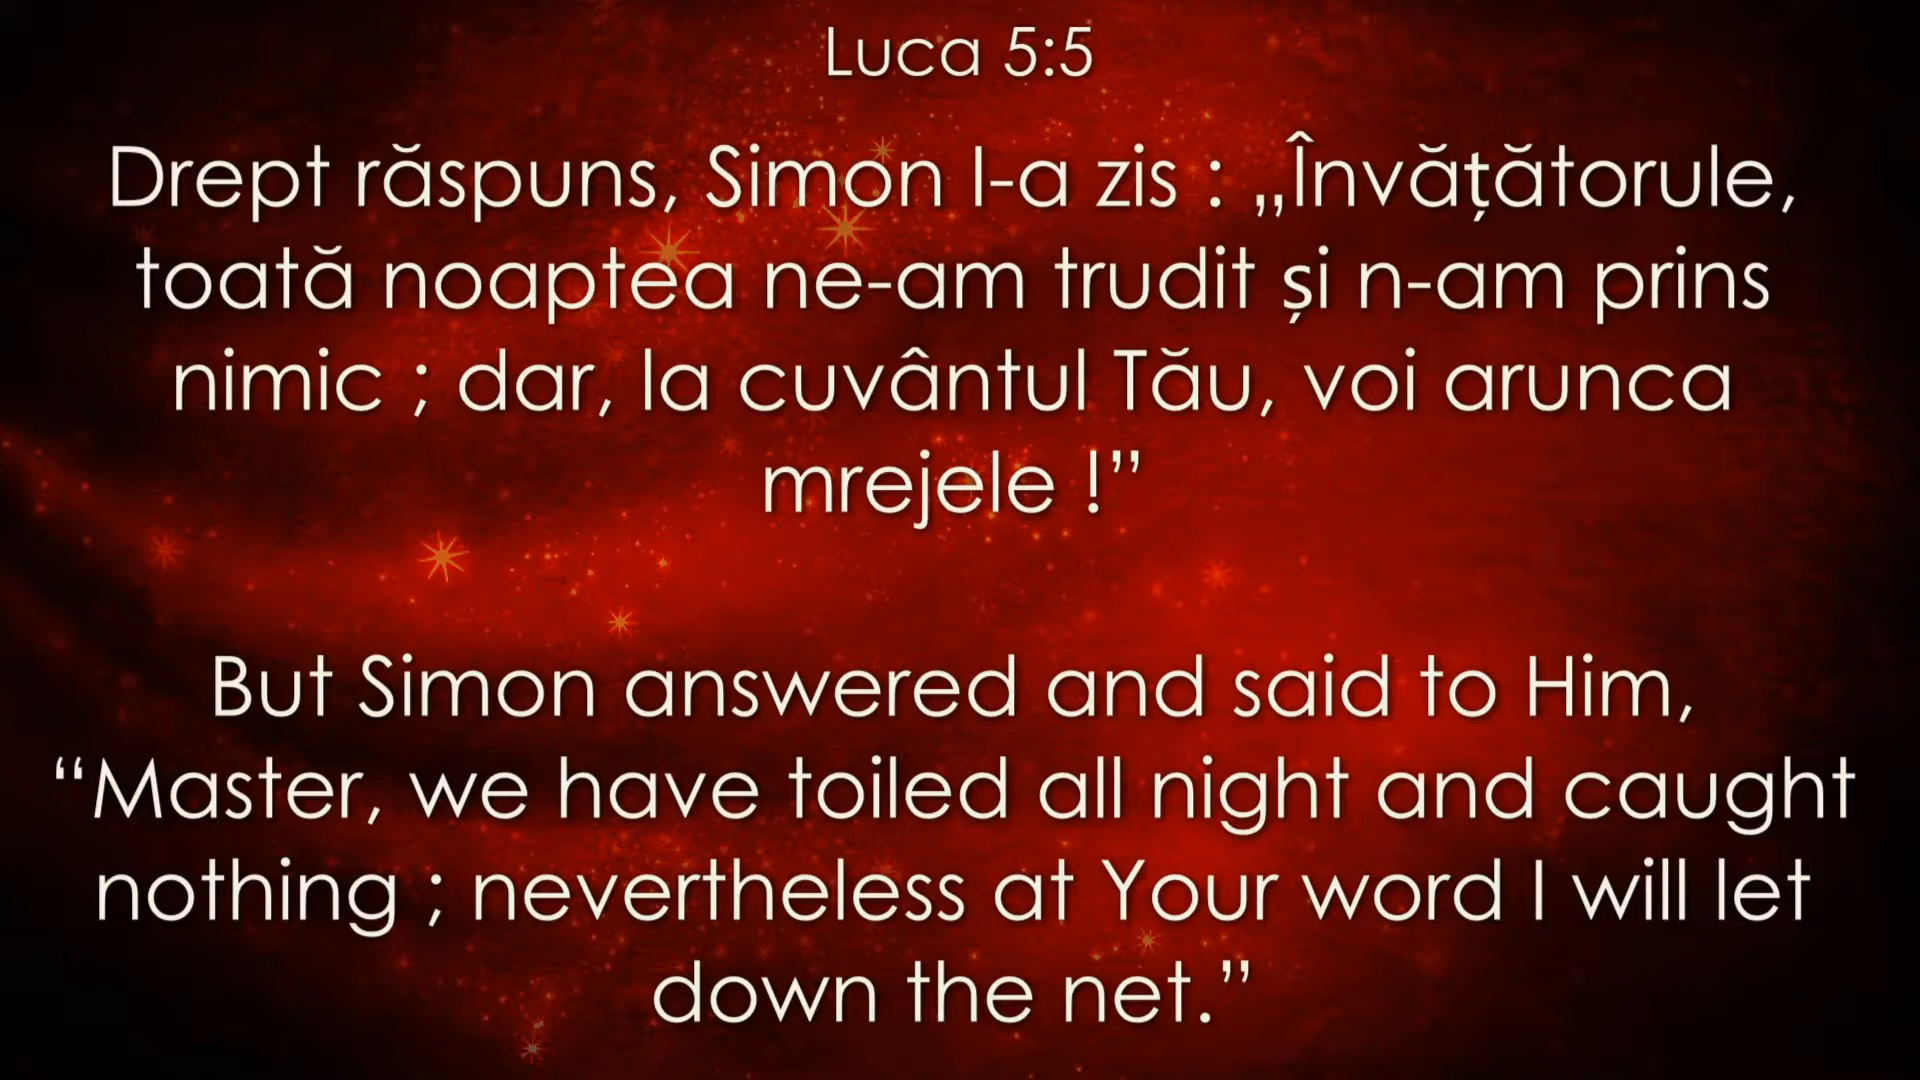 Luca 5:5
Drept răspuns, Simon I-a zis : „Învățătorule,
toată noaptea ne-am trudit și n-am prins
nimic ; dar, la cuvântul Tău, voi arunca
mrejele !”
But Simon answered and said to Him,
“Master, we have toiled all night and caught
nothing ; nevertheless at Your word I will let
down the net.”